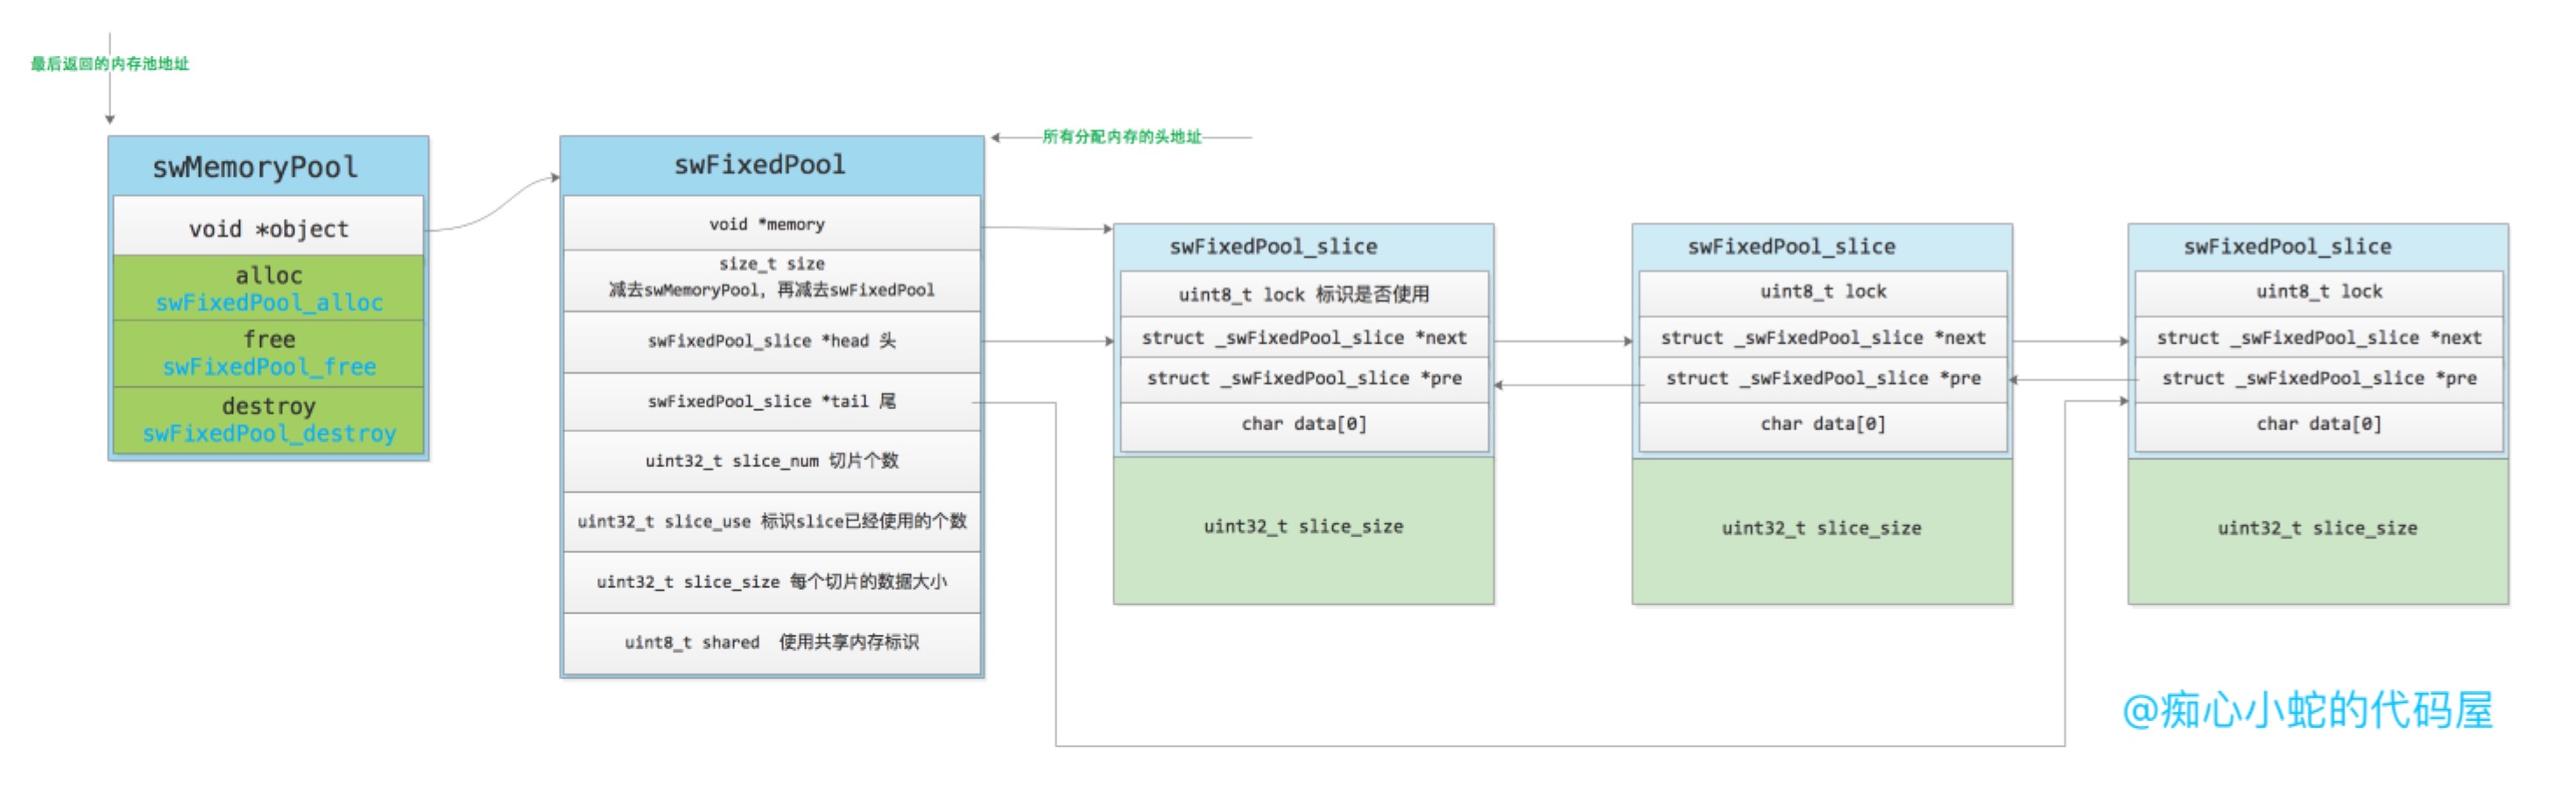 最后返回的内存池地址
swMemoryPool
void *object
alloc
swFixedPool_alloc
free
swFixedPool_free
destroy
swFixedPool_destroy
所有分配内存的头地址
swFixedPool
void *memory
size_t size
减去swMemoryPool，再减去swFixedPool
swFixedPool_slice *head 头
swFixedPool_slice *tail 尾
uint32_t slice_num 切片个数
uint32_t slice_use 标识slice已经使用的个数
uint32_t slice_size 每个切片的数据大小
uint8_t shared  使用共享内存标识
swFixedPool_slice
uint8_t lock 标识是否使用
struct _swFixedPool_slice *next
struct _swFixedPool_slice *pre
char data[0]
uint32_t slice_size
swFixedPool_slice
uint8_t lock
struct _swFixedPool_slice *next
struct _swFixedPool_slice *pre
char data[0]
uint32_t slice_size
swFixedPool_slice
uint8_t lock
struct _swFixedPool_slice *next
struct _swFixedPool_slice *pre
char data[0]
uint32_t slice_size
@痴心小蛇的代码屋